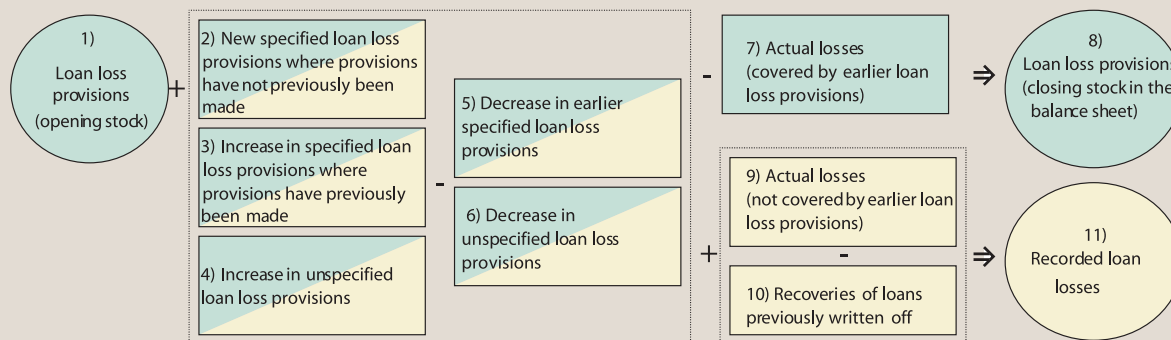 1)
Loan loss
provisions
(opening stock)
+
2) New specified loan loss
provisions where provisions
have not previously been
made
3) Increase in specified loan
loss provisions where
provisions have previously
been made
4) Increase in unspecified
loan loss provisions
-
5) Decrease in earlier
specified loan loss
provisions
6) Decrease in
unspecified loan loss
provisions
-
7) Actual losses
(covered by earlier loan
loss provisions)
⇒
8)
Loan loss provisions
(closing stock in the
balance sheet)
+
9) Actual losses
(not covered by earlier loan
loss provisions)
-
10) Recoveries of loans
previously written off
⇒
11)
Recorded loan
losses